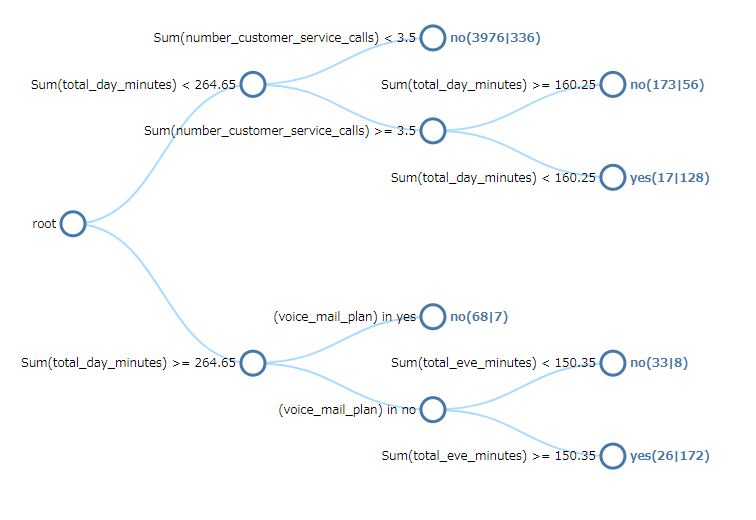 Sum(number_customer_service_calls) < 3.5 no(3976|336)
Sum(total_day_minutes) < 264.65 Sum(total_day_minutes) >= 160.25 no(173|56)
Sum(number_customer_service_calls) >= 3.5
Sum(total_day_minutes) < 160.25 yes(17|128)
root
(voice_mail_plan) in yes no(68|7)
Sum(total_day_minutes) >= 264.65 Sum(total_eve_minutes) < 150.35 no(33|8)
(voice_mail_plan) in no
Sum(total_eve_minutes) >= 150.35 yes(26|172)